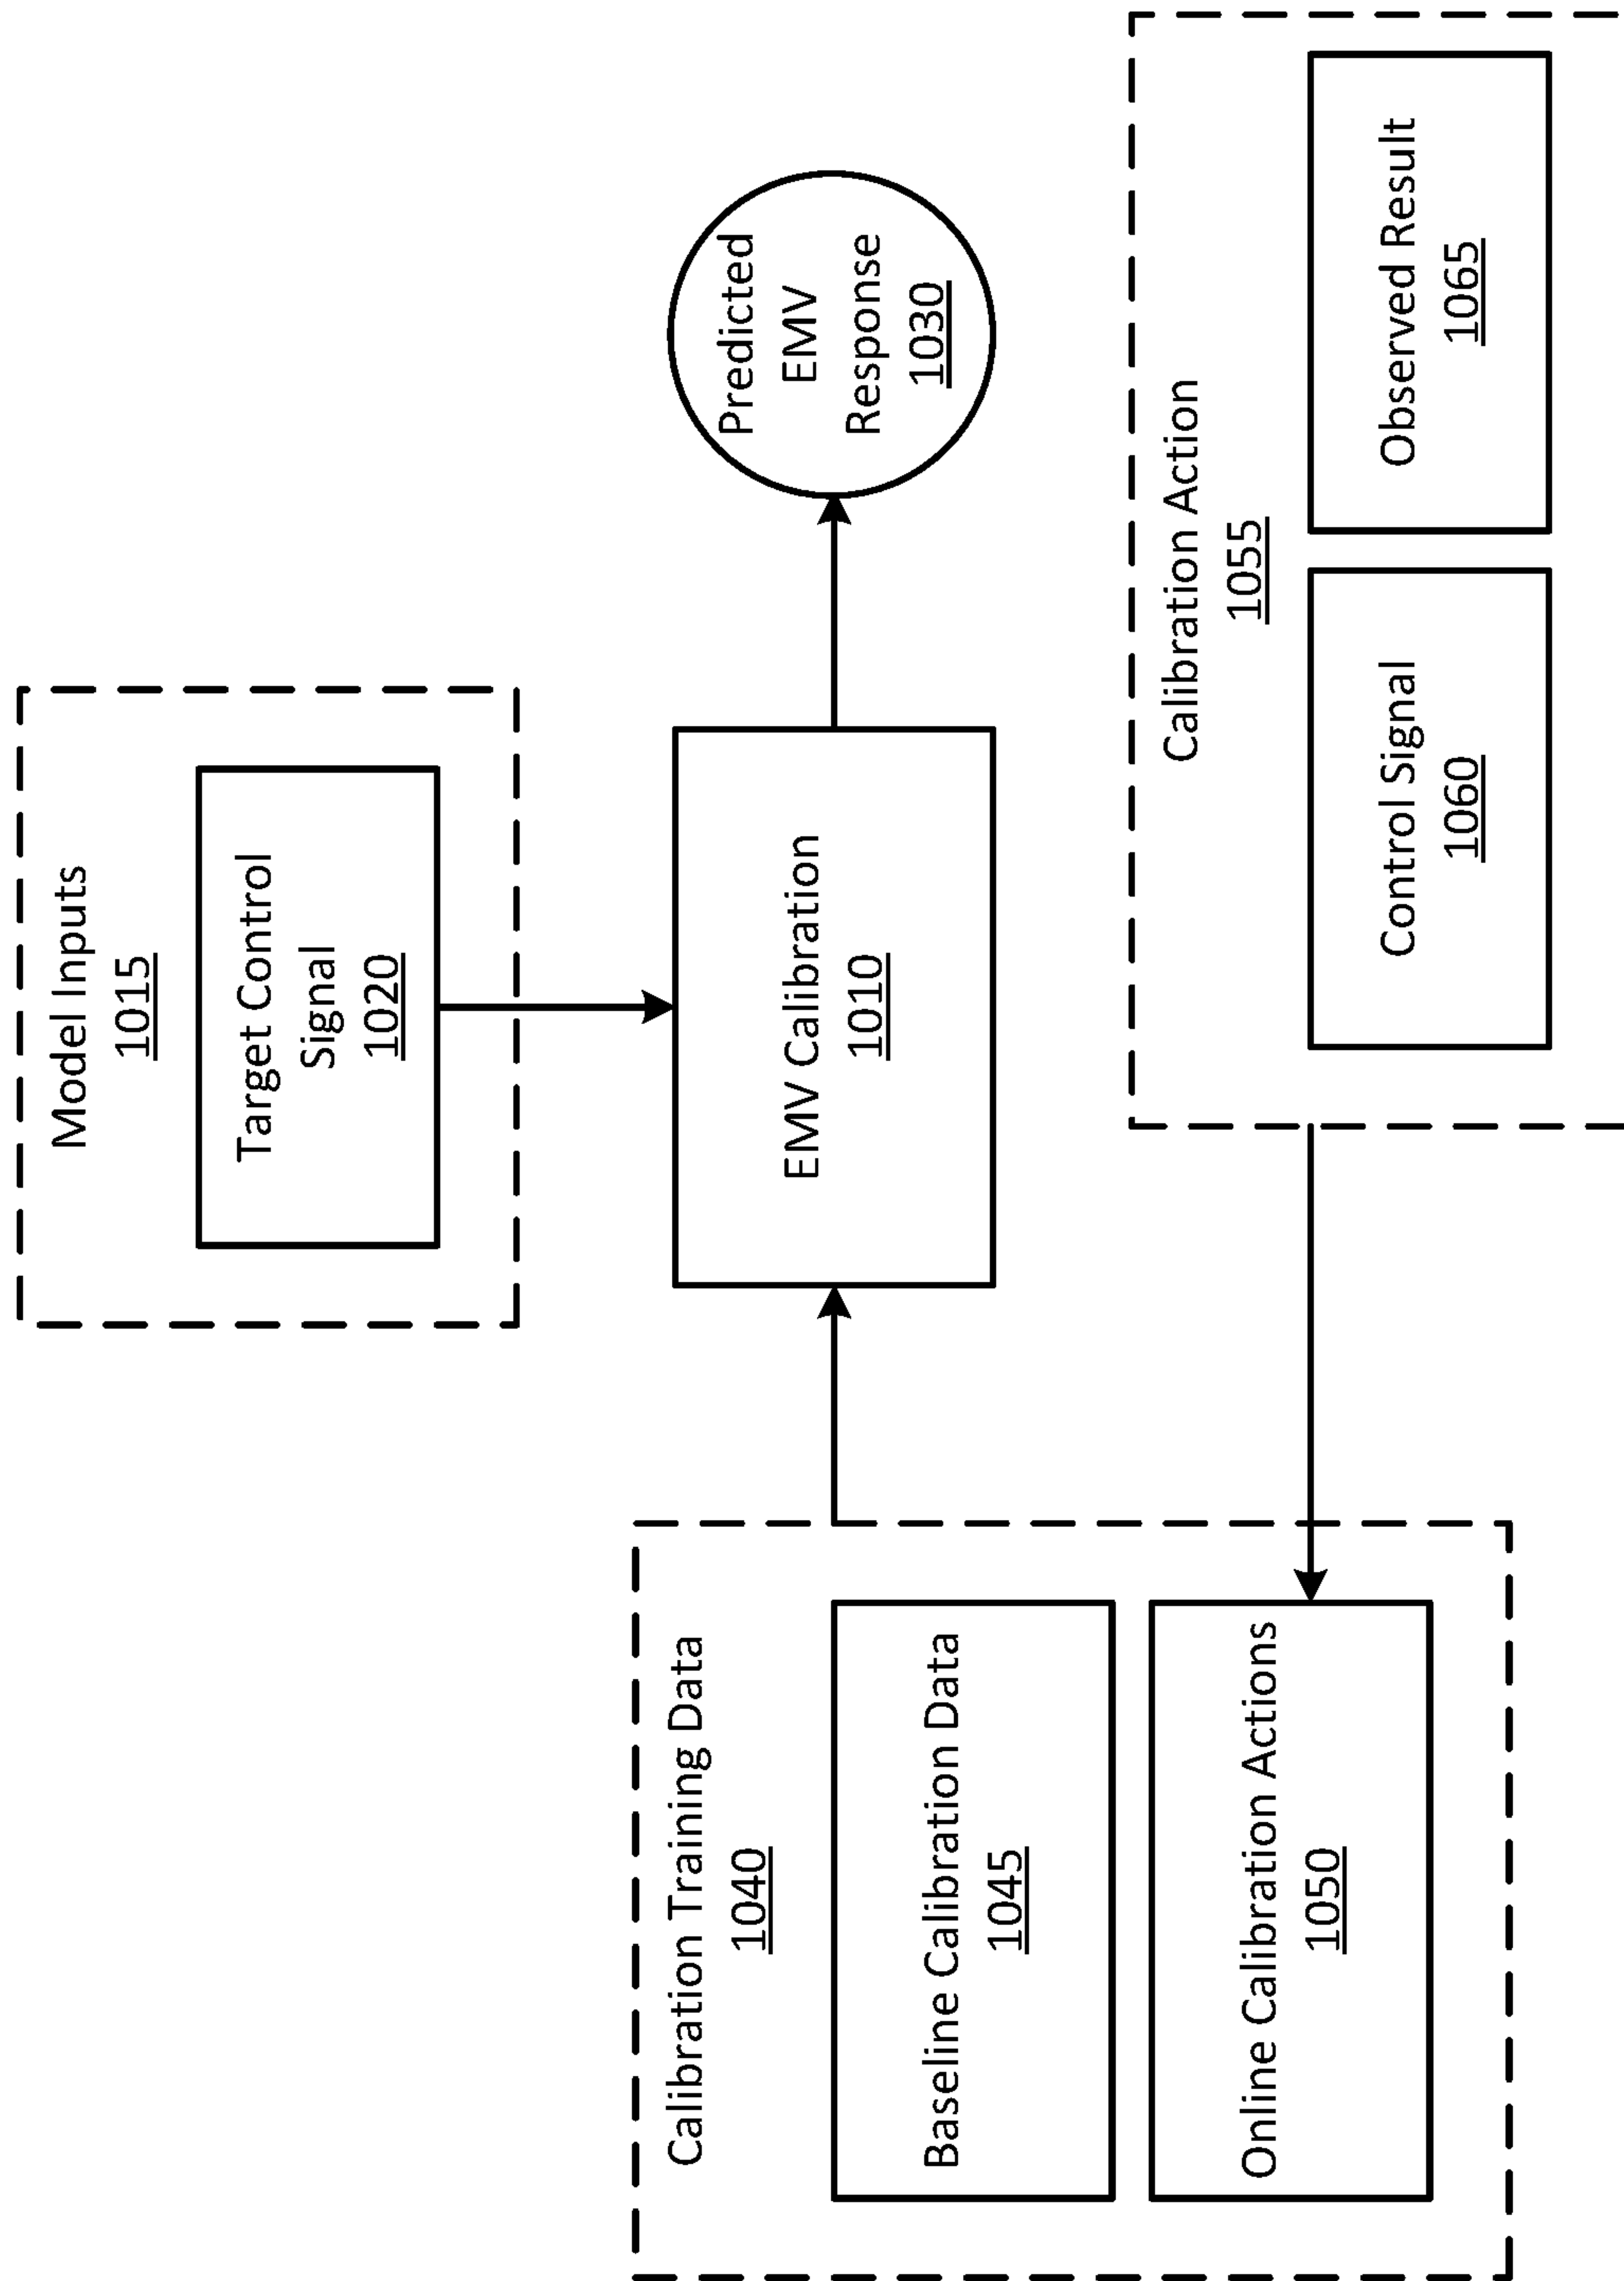 Model Inputs
1015
Target Control
Signal
1020
Calibration Training Data
1040
Baseline Calibration Data
1045
Online Calibration Actions
1050
EMV Calibration
1010
Predicted
EMV
Response
1030
Calibration Action
1055
Control Signal
1060
Observed Result
1065